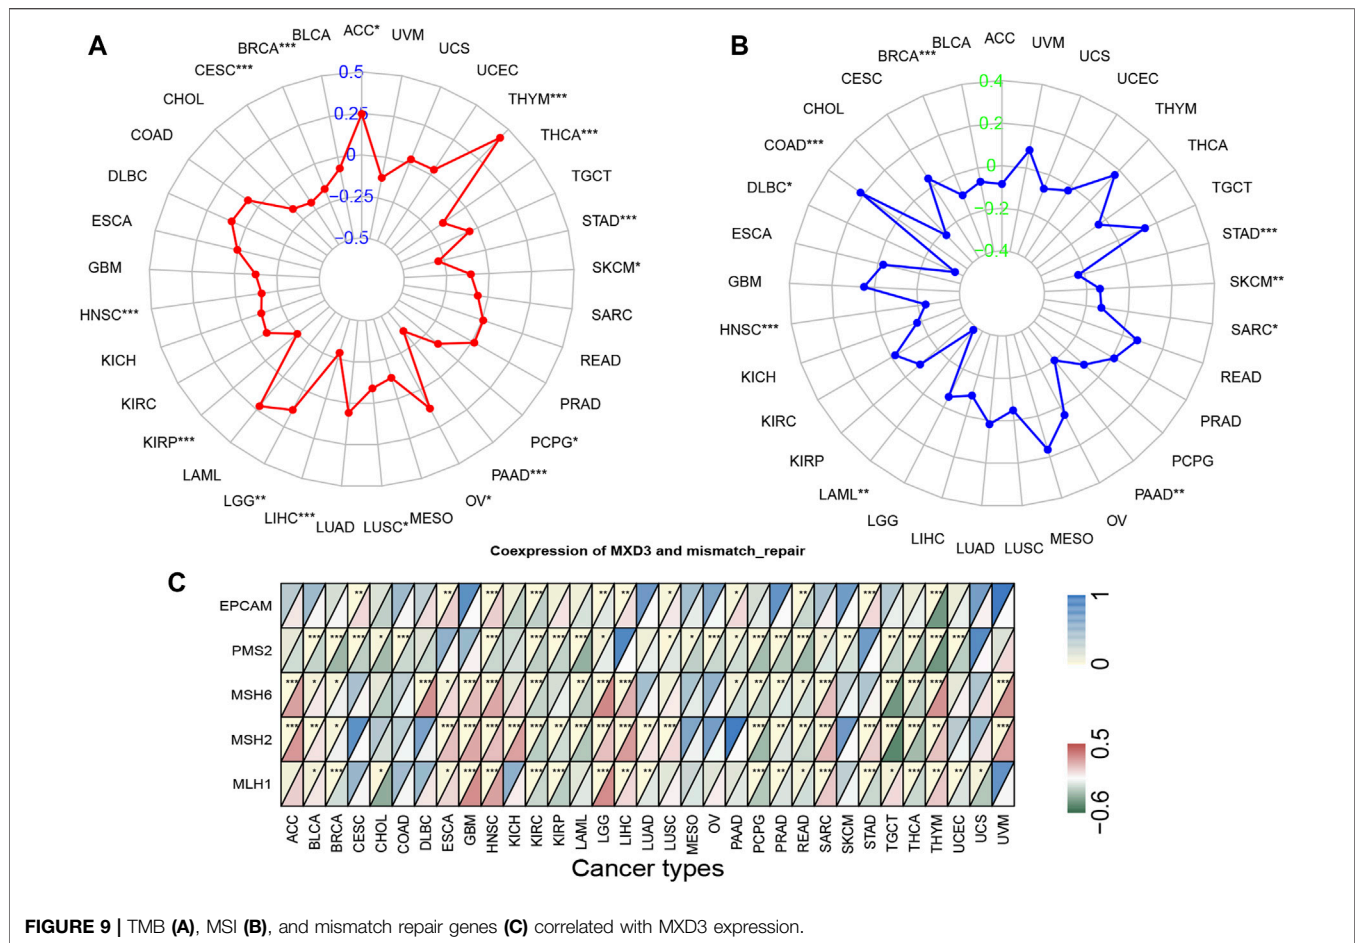 A
ACC*
UVM
UCS
UCEC
THYM***
THCA***
TGCT
STAD***
SKCM*
SARC
READ
PRAD
PCPG*
PAAD***
OV*
MESO
LUSC*
LUAD
LIHC***
LGG**
LAML
KIRP***
KIRC
KICH
HNSC***
GBM
ESCA
DLBC
COAD
CHOL
CESC***
BRCA***
BLCA
0.5
0.25
0
−0.25
−0.5
B
ACC
UVM
UCS
UCEC
THYM
THCA
TGCT
STAD***
SKCM**
SARC*
READ
PRAD
PCPG
PAAD**
OV
MESO
LUSC
LUAD
LIHC
LGG
LAML**
KIRP
KIRC
KICH
HNSC***
GBM
ESCA
DLBC*
COAD***
CHOL
CESC
BRCA***
BLCA
0.4
0.2
0
−0.2
−0.4
Coexpression of MXD3 and mismatch_repair
C
EPCAM
PMS2
MSH6
MSH2
MLH1
ACC BLCA BRCA CESC CHOL COAD DLBC ESCA GBM HNSC KICH KIRC KIRP LAML LGG LIHC LUAD LUSC MESO OV PAAD PCPG PRAD READ SARC SKCM STAD TGCT THCA THYM UCEC UCS UVM
Cancer types
1
0
0.5
−0.6
FIGURE 9 | TMB (A), MSI (B), and mismatch repair genes (C) correlated with MXD3 expression.